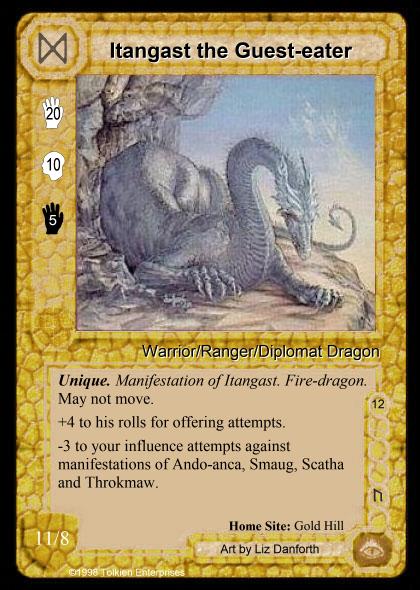 Itangast the Guest-eater
20
10
5
Warrior/Ranger/Diplomat Dragon
Unique. Manifestation of Itangast. Fire-dragon.
May not move.
+4 to his rolls for offering attempts.
-3 to your influence attempts against
manifestations of Ando-anca, Smaug, Scatha
and Throkmaw.
12
Home Site: Gold Hill
11/8
Art by Liz Danforth
©1998 Tolkien Enterprises